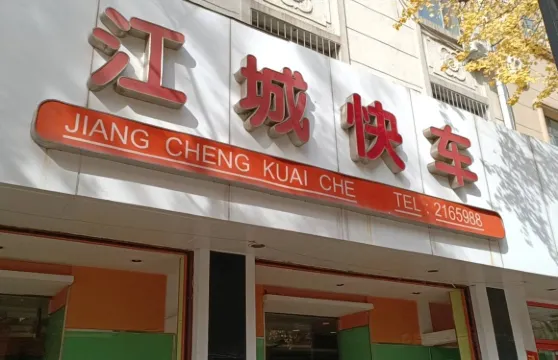 江城快车
JIANG CHENG KUAI CHE TEL:2165988